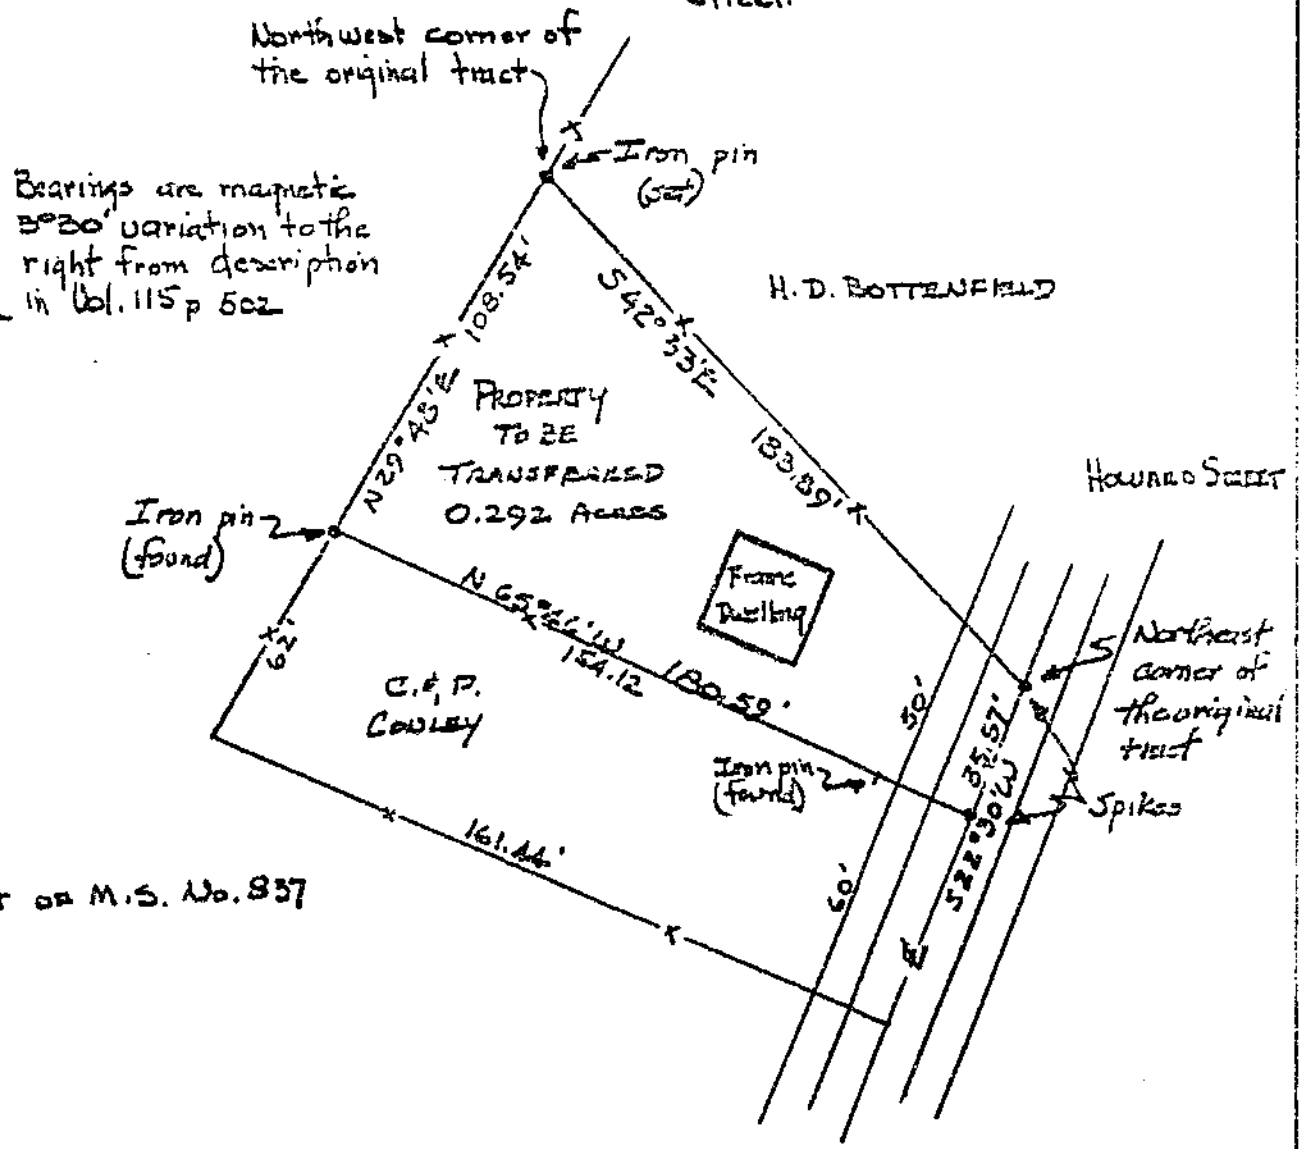 Northwest corner of
the original tract
Iron pin
(set)
Bearings are magnetic
3°30' variation to the
right from description
in Vol. 115 p 502
108.54'
N 29° 48' E
S 42° 33' E
183.89'
H.D. BOTTENFIELD
PROPERTY
TO BE
TRANSFERRED
0.292 ACRES
HOWARD STREET
Iron pin
(found)
Frame
Dwelling
N 65° W
154.12
180.59'
62'
C. & P.
CONLEY
Northeast
corner of
the original
tract
35.57'
S 22° 30' W
Spikes
Iron pin
(found)
30'
60'
161.44'
M.S. No. 837